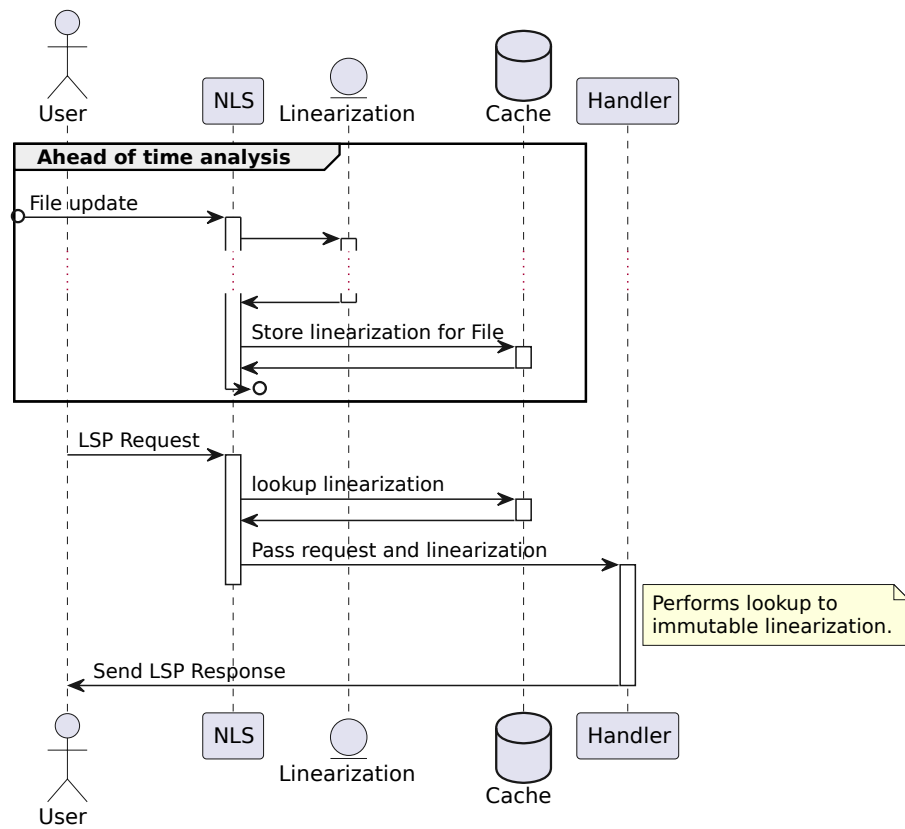 User
NLS
Linearization
Cache
Handler
Ahead of time analysis
File update
Store linearization for File
LSP Request
lookup linearization
Pass request and linearization
Performs lookup to
immutable linearization.
Send LSP Response
User
NLS
Linearization
Cache
Handler